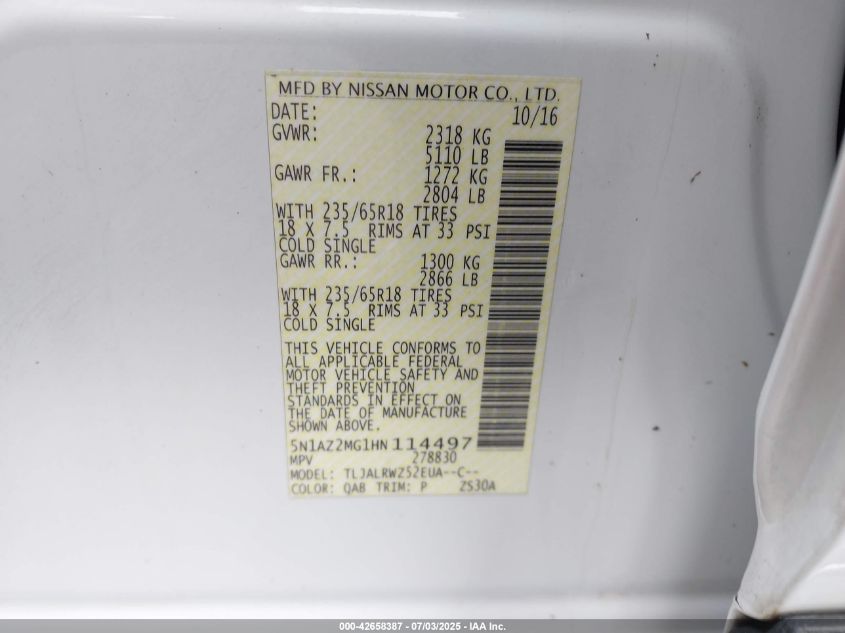 MFD BY NISSAN MOTOR CO., LTD.
DATE: 10/16
GVWR: 2318 KG
5110 LB
GAWR FR.: 1272 KG
2804 LB
WITH 235/65R18 TIRES
18 X 7.5 RIMS AT 33 PSI
COLD SINGLE
GAWR RR.: 1300 KG
2866 LB
WITH 235/65R18 TIRES
18 X 7.5 RIMS AT 33 PSI
COLD SINGLE
THIS VEHICLE CONFORMS TO
ALL APPLICABLE FEDERAL
MOTOR VEHICLE SAFETY AND
THEFT PREVENTION
STANDARDS IN EFFECT ON
THE DATE OF MANUFACTURE
SHOWN ABOVE.
5N1AZ2MG1HN114497
MPV 278830
MODEL: TLJALRWZ52EUA--C--
COLOR: QAB TRIM: P ZS30A
000-42658387 - 07/03/2025 - IAA Inc.